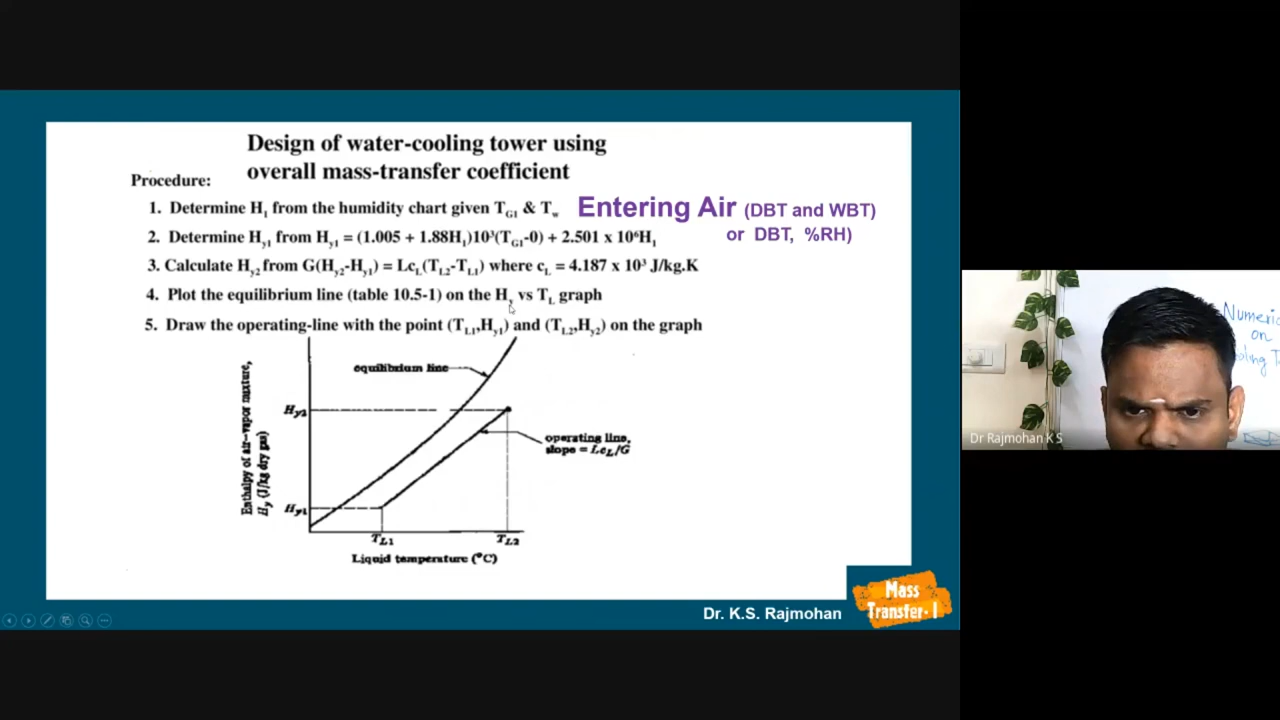 Design of water-cooling tower using
overall mass-transfer coefficient
Procedure:
1. Determine H₁ from the humidity chart given T_G1 & T_w
Entering Air (DBT and WBT)
or DBT, %RH)
2. Determine H_y1 from H_y1 = (1.005 + 1.88H₁)10³(T_G1-0) + 2.501 x 10⁶H₁
3. Calculate H_y2 from G(H_y2-H_y1) = Lc_L(T_L2-T_L1) where c_L = 4.187 x 10³ J/kg.K
4. Plot the equilibrium line (table 10.5-1) on the H_y vs T_L graph
5. Draw the operating-line with the point (T_L1,H_y1) and (T_L2,H_y2) on the graph
Enthalpy of air–vapor mixture,
H_y (J/kg dry gas)
equilibrium line
H_y2
operating line,
slope = Lc_L/G
H_y1
T_L1
T_L2
Liquid temperature (°C)
Dr. K.S. Rajmohan
Mass
Transfer-I
Numeric
on
Dr Rajmohan K S